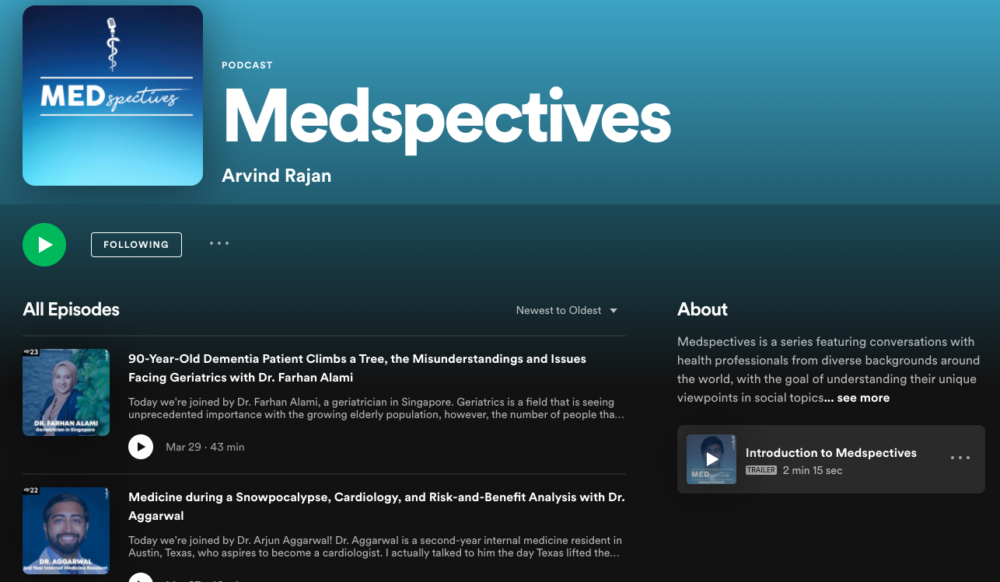 MEDspectives
PODCAST
Medspectives
Arvind Rajan
FOLLOWING
All Episodes
Newest to Oldest
ep23
DR. FARHAN ALAMI
Geriatrician in Singapore
90-Year-Old Dementia Patient Climbs a Tree, the Misunderstandings and Issues
Facing Geriatrics with Dr. Farhan Alami
Today we're joined by Dr. Farhan Alami, a geriatrician in Singapore. Geriatrics is a field that is seeing
unprecedented importance with the growing elderly population, however, the number of people tha…
Mar 29 · 43 min
ep22
DR. AGGARWAL
2nd Year Internal Medicine Resident
Medicine during a Snowpocalypse, Cardiology, and Risk-and-Benefit Analysis with Dr.
Aggarwal
Today we're joined by Dr. Arjun Aggarwal! Dr. Aggarwal is a second-year internal medicine resident in
Austin, Texas, who aspires to become a cardiologist. I actually talked to him the day Texas lifted the…
About
Medspectives is a series featuring conversations with
health professionals from diverse backgrounds around
the world, with the goal of understanding their unique
viewpoints in social topics... see more
MEDspectives
Introduction to Medspectives
TRAILER 2 min 15 sec